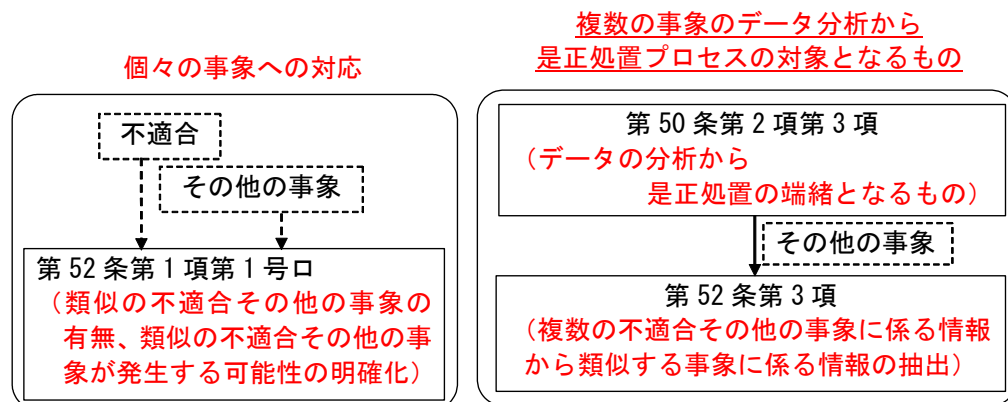 個々の事象への対応
不適合
その他の事象
第 52 条第 1 項第 1 号ロ
（類似の不適合その他の事象の
有無、類似の不適合その他の事
象が発生する可能性の明確化）
複数の事象のデータ分析から
是正処置プロセスの対象となるもの
第 50 条第 2 項第 3 項
（データの分析から
是正処置の端緒となるもの）
その他の事象
第 52 条第 3 項
（複数の不適合その他の事象に係る情報
から類似する事象に係る情報の抽出）